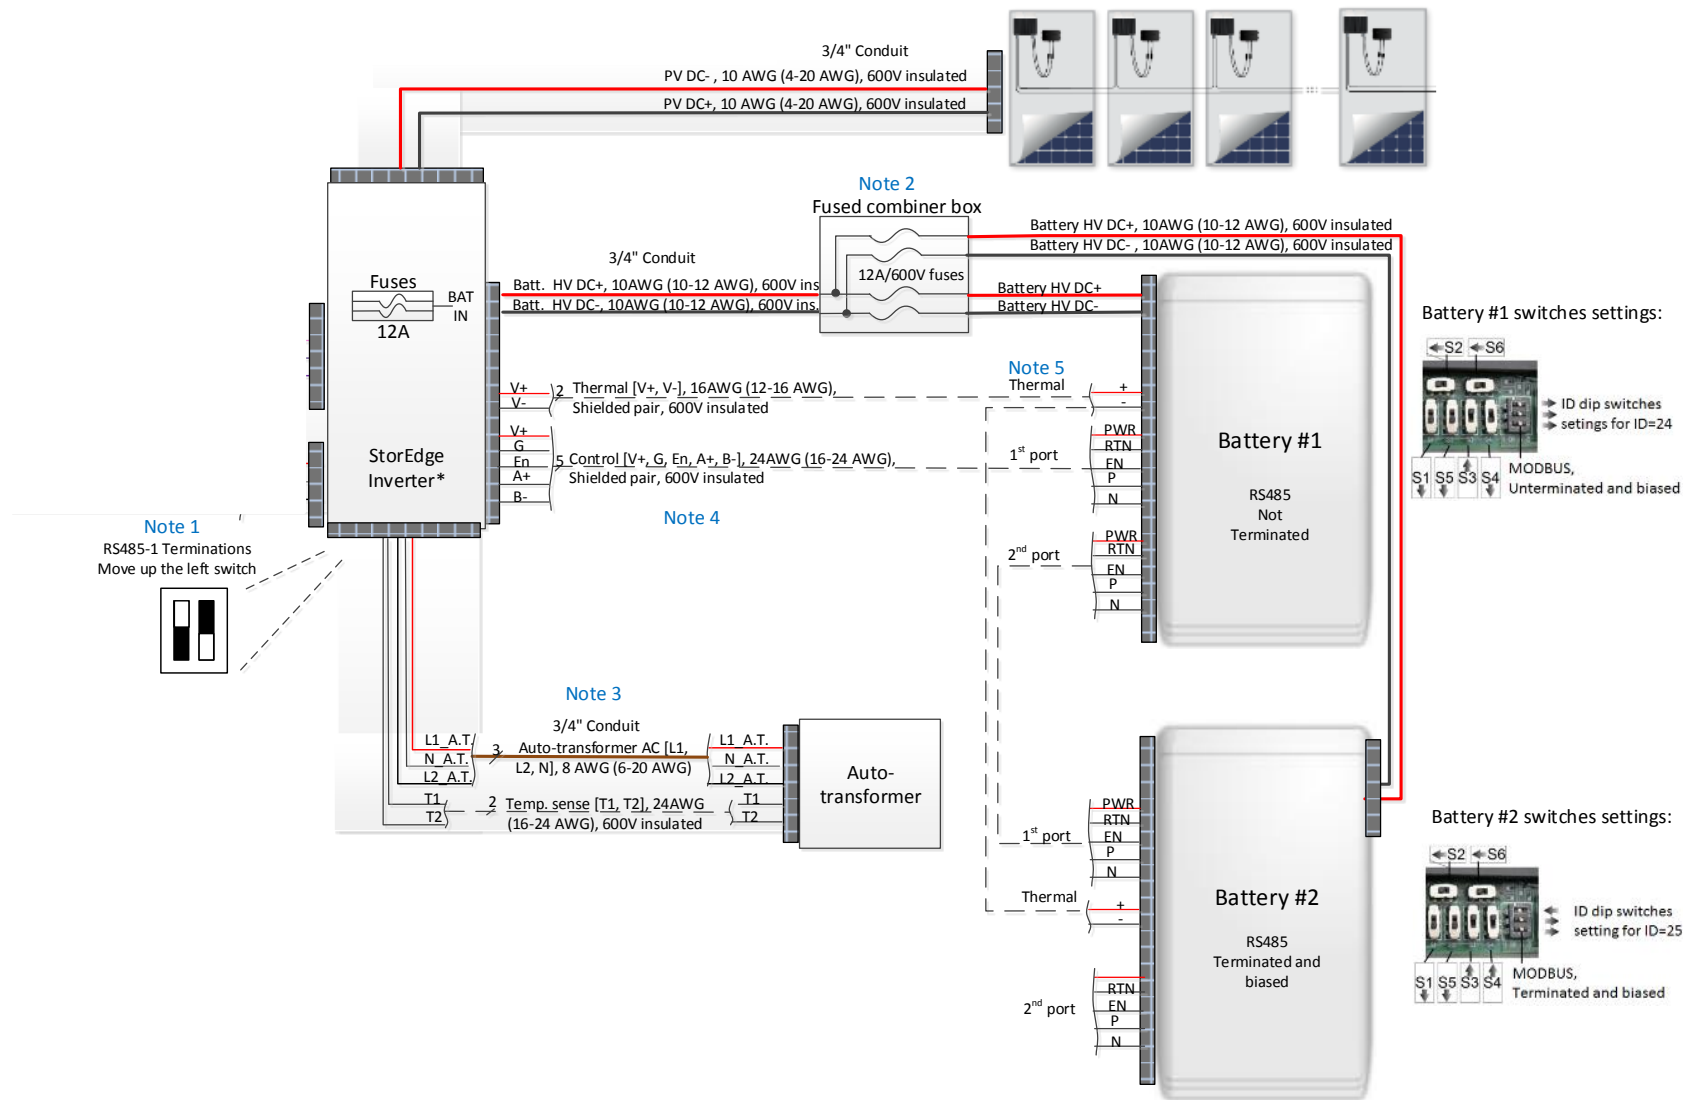 3/4" Conduit
PV DC- , 10 AWG (4-20 AWG), 600V insulated
PV DC+, 10 AWG (4-20 AWG), 600V insulated
Note 2
Fused combiner box
12A/600V fuses
Battery HV DC+, 10AWG (10-12 AWG), 600V insulated
Battery HV DC- , 10AWG (10-12 AWG), 600V insulated
3/4" Conduit
Batt. HV DC+, 10AWG (10-12 AWG), 600V ins
Batt. HV DC-, 10AWG (10-12 AWG), 600V ins.
Battery HV DC+
Battery HV DC-
Fuses
12A
BAT
IN
StorEdge
Inverter*
V+
V-
2
Thermal [V+, V-], 16AWG (12-16 AWG),
Shielded pair, 600V insulated
V+
G
En
A+
B-
5
Control [V+, G, En, A+, B-], 24AWG (16-24 AWG),
Shielded pair, 600V insulated
Note 4
Note 5
Thermal
+
-
1st port
PWR
RTN
EN
P
N
2nd port
PWR
RTN
EN
P
N
Battery #1
RS485
Not
Terminated
Battery #1 switches settings:
S2
S6
ID dip switches
setings for ID=24
S1
S5
S3
S4
MODBUS,
Unterminated and biased
Note 1
RS485-1 Terminations
Move up the left switch
Note 3
3/4" Conduit
L1_A.T.
N_A.T.
L2_A.T.
3
Auto-transformer AC [L1,
L2, N], 8 AWG (6-20 AWG)
L1_A.T.
N_A.T.
L2_A.T.
T1
T2
2
Temp. sense [T1, T2], 24AWG
(16-24 AWG), 600V insulated
T1
T2
Auto-
transformer
1st port
PWR
RTN
EN
P
N
Thermal
+
-
2nd port
RTN
EN
P
N
Battery #2
RS485
Terminated and
biased
Battery #2 switches settings:
S2
S6
ID dip switches
setting for ID=25
S1
S5
S3
S4
MODBUS,
Terminated and biased